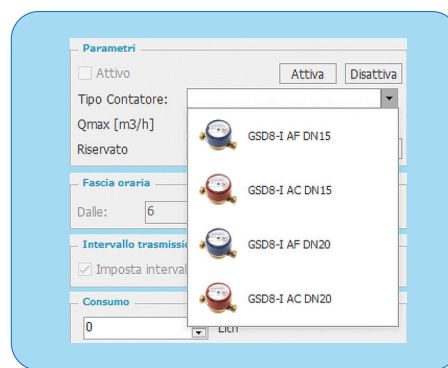 Parametri
Attivo
Attiva
Disattiva
Tipo Contatore:
Qmax [m3/h]
Riservato
GSD8-I AF DN15
GSD8-I AC DN15
GSD8-I AF DN20
GSD8-I AC DN20
Fascia oraria
Dalle: 6
Intervallo trasmissi
Imposta interval
Consumo
0